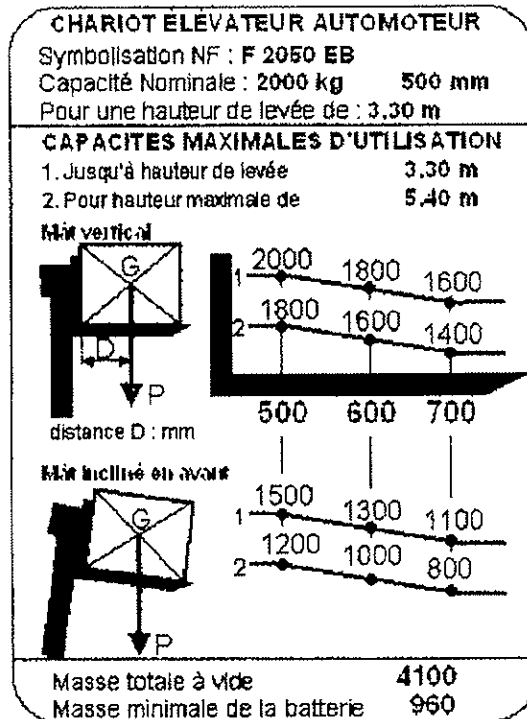 CHARIOT ELEVATEUR AUTOMOTEUR
Symbolisation NF : F 2050 EB
Capacité Nominale : 2000 kg 500 mm
Pour une hauteur de levée de : 3,30 m
CAPACITES MAXIMALES D'UTILISATION
1. Jusqu'à hauteur de levée 3,30 m
2. Pour hauteur maximale de 5,40 m
Mât vertical
G
D
P
distance D : mm
1 2000 1800 1600
2 1800 1600 1400
500 600 700
Mât incliné en avant
G
P
1 1500 1300 1100
2 1200 1000 800
Masse totale à vide 4100
Masse minimale de la batterie 960